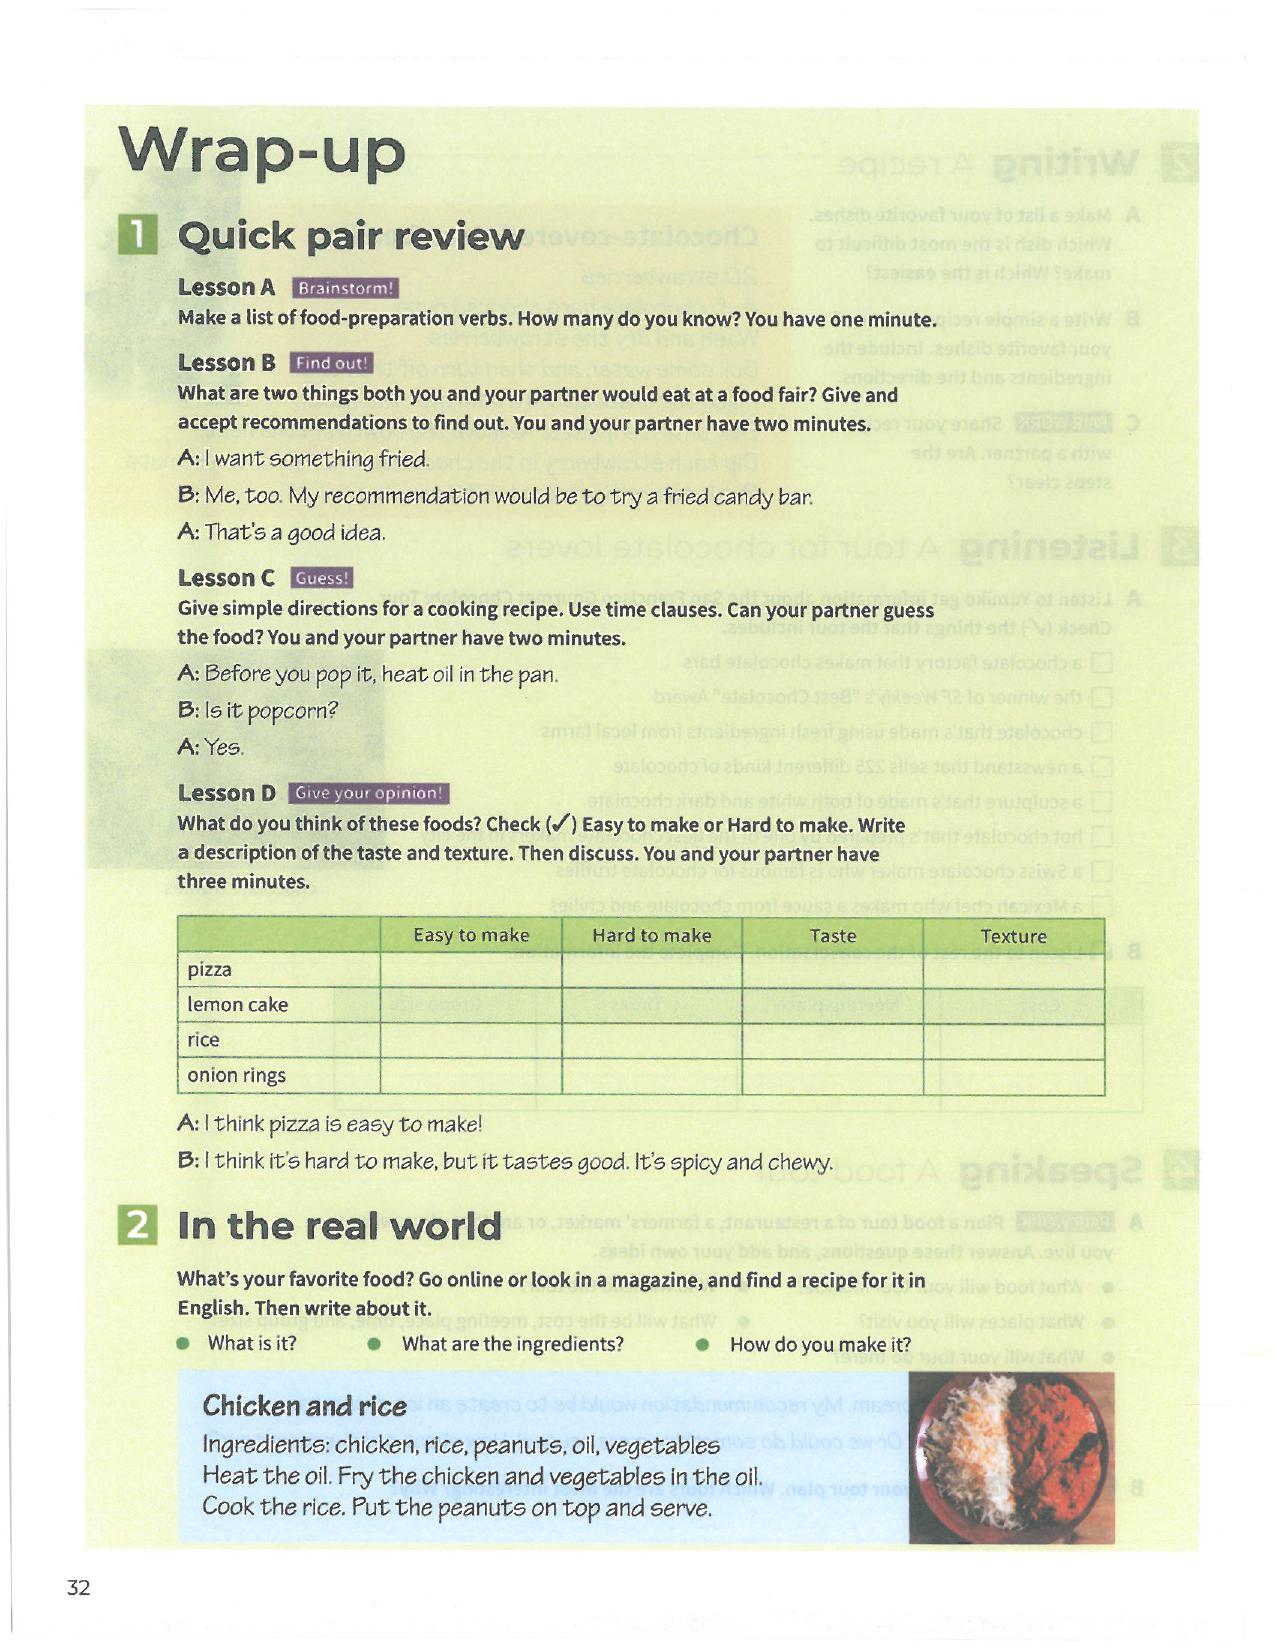 Wrap-up
1 Quick pair review
Lesson A Brainstorm!
Make a list of food-preparation verbs. How many do you know? You have one minute.
Lesson B Find out!
What are two things both you and your partner would eat at a food fair? Give and
accept recommendations to find out. You and your partner have two minutes.
A: I want something fried.
B: Me, too. My recommendation would be to try a fried candy bar.
A: That's a good idea.
Lesson C Guess!
Give simple directions for a cooking recipe. Use time clauses. Can your partner guess
the food? You and your partner have two minutes.
A: Before you pop it, heat oil in the pan.
B: Is it popcorn?
A: Yes.
Lesson D Give your opinion!
What do you think of these foods? Check (✓) Easy to make or Hard to make. Write
a description of the taste and texture. Then discuss. You and your partner have
three minutes.
Easy to make Hard to make Taste Texture
pizza
lemon cake
rice
onion rings
A: I think pizza is easy to make!
B: I think it's hard to make, but it tastes good. It's spicy and chewy.
2 In the real world
What's your favorite food? Go online or look in a magazine, and find a recipe for it in
English. Then write about it.
• What is it? • What are the ingredients? • How do you make it?
Chicken and rice
Ingredients: chicken, rice, peanuts, oil, vegetables
Heat the oil. Fry the chicken and vegetables in the oil.
Cook the rice. Put the peanuts on top and serve.
32